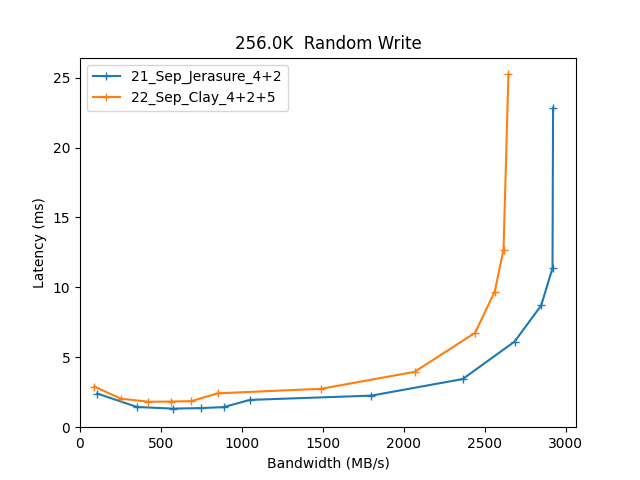 256.0K  Random Write
21_Sep_Jerasure_4+2
22_Sep_Clay_4+2+5
Latency (ms)
25
20
15
10
5
0
0 500 1000 1500 2000 2500 3000
Bandwidth (MB/s)